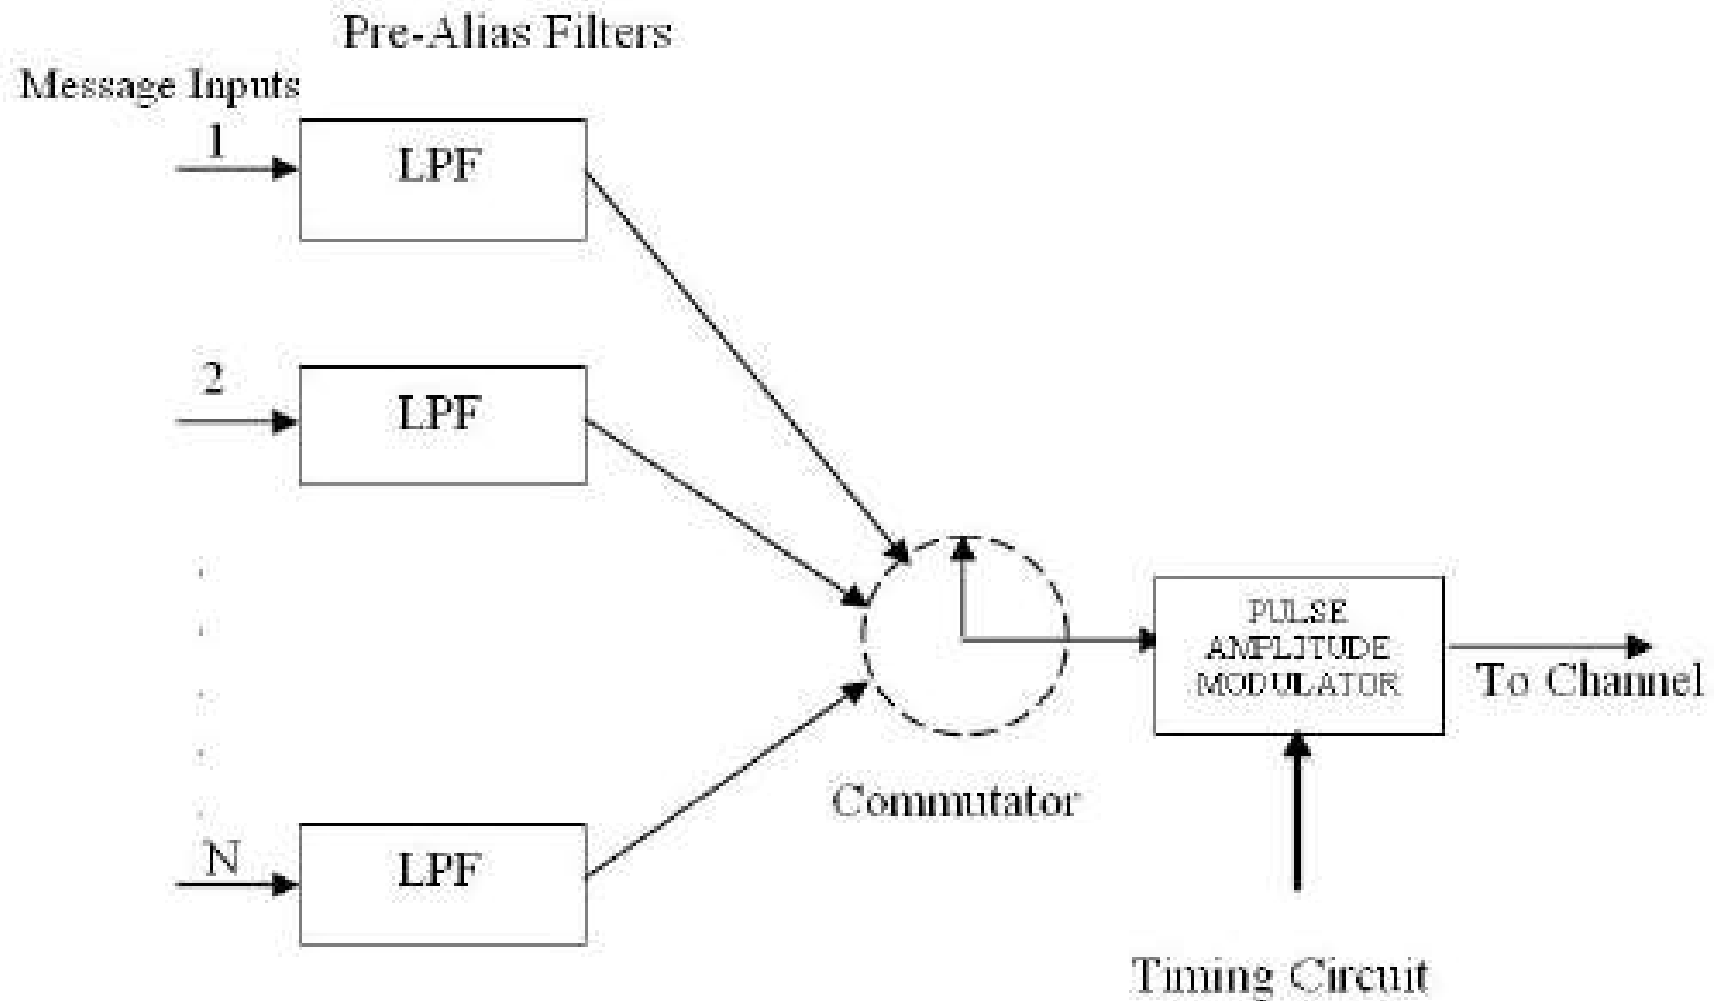 Pre-Alias Filters
Message Inputs
1
LPF
2
LPF
N
LPF
Commutator
PULSE
AMPLITUDE
MODULATOR
To Channel
Timing Circuit